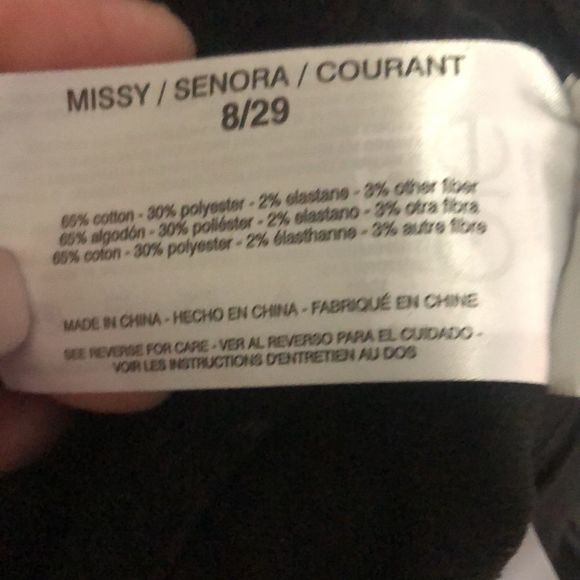 MISSY / SENORA / COURANT
8/29
65% cotton - 30% polyester - 2% elastane - 3% other fiber
65% algodón - 30% poliéster - 2% elastano - 3% otra fibra
65% coton - 30% polyester - 2% élasthanne - 3% autre fibre
MADE IN CHINA - HECHO EN CHINA - FABRIQUÉ EN CHINE
SEE REVERSE FOR CARE - VER AL REVERSO PARA EL CUIDADO -
VOIR LES INSTRUCTIONS D'ENTRETIEN AU DOS